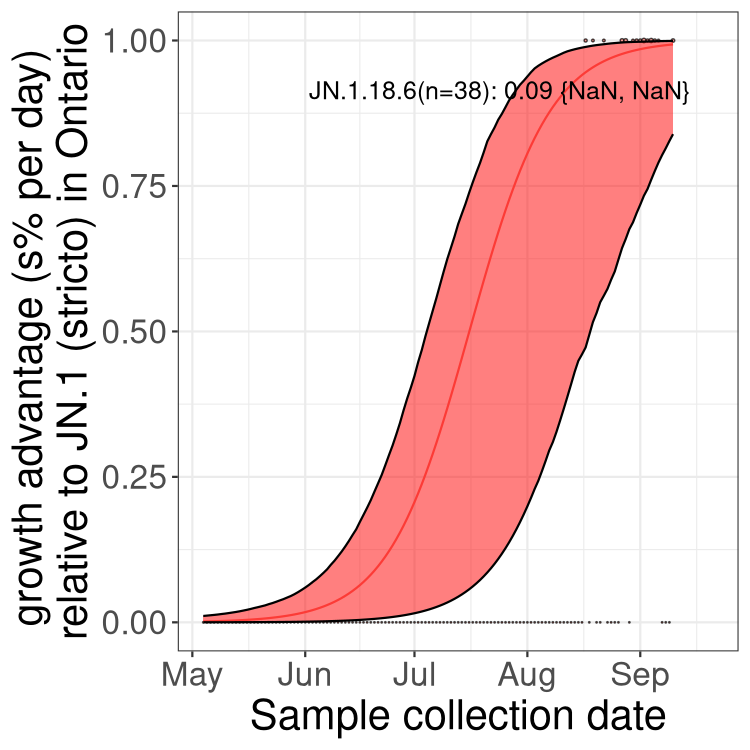 growth advantage (s% per day)
relative to JN.1 (stricto) in Ontario
1.00
0.75
0.50
0.25
0.00
JN.1.18.6(n=38): 0.09 {NaN, NaN}
May Jun Jul Aug Sep
Sample collection date